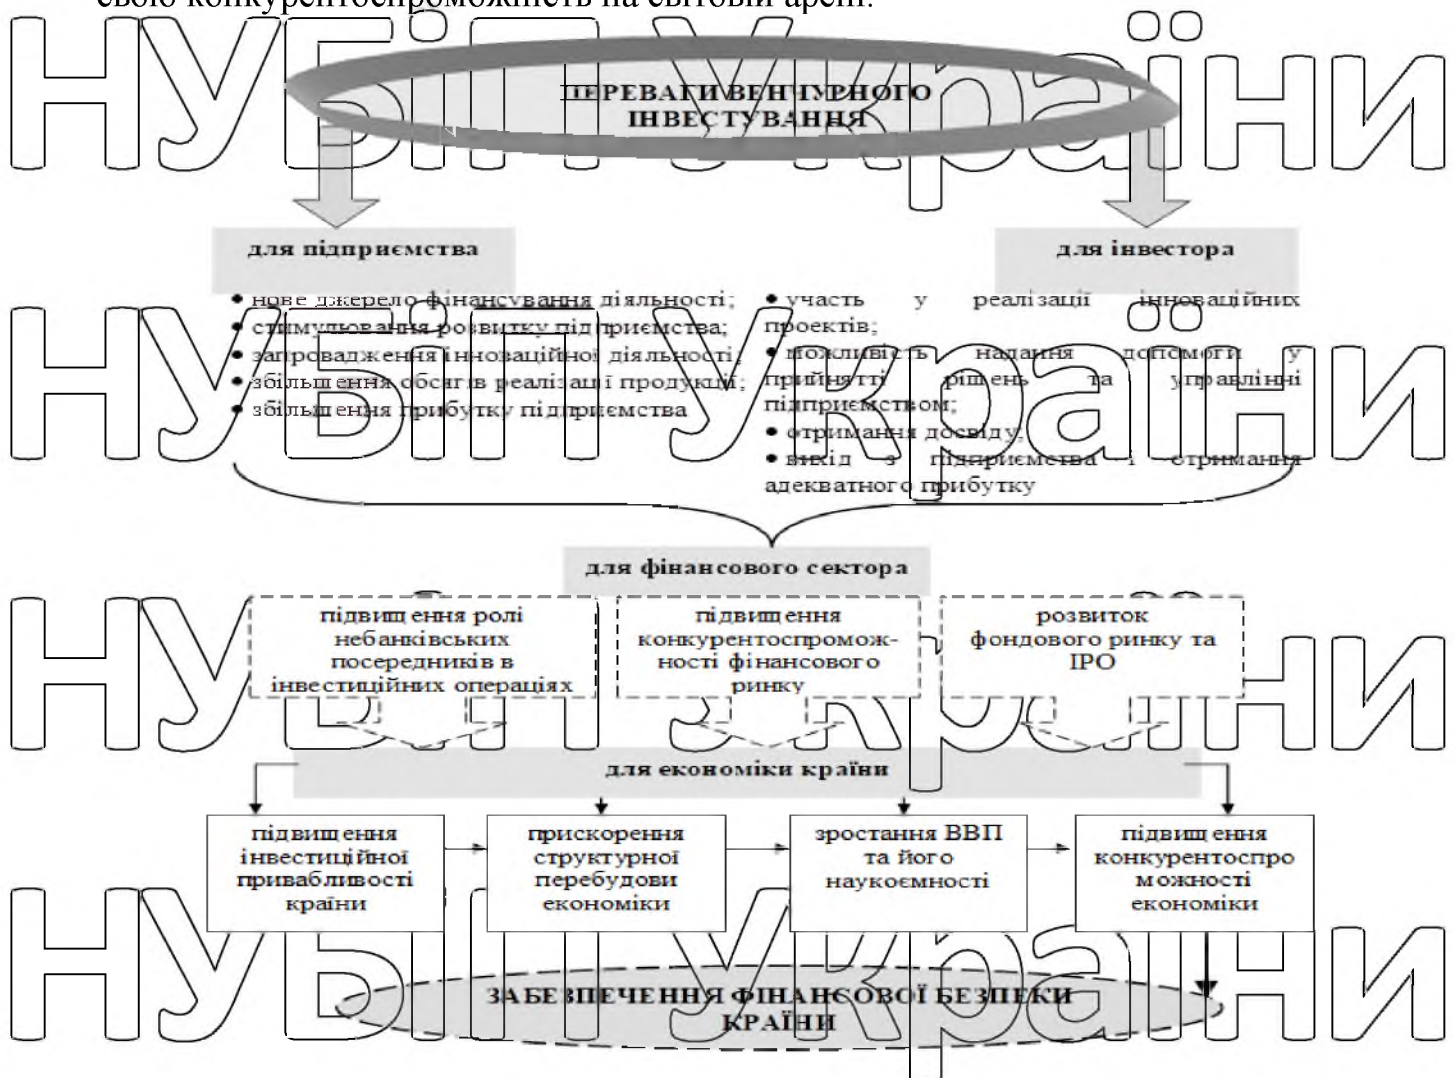 свою конкурентоспроможність на світовій арені.
НУБіП України
ПЕРЕВАГИ ВЕНЧУРНОГО
ІНВЕСТУВАННЯ
для підприємства
для інвестора
• нове джерело фінансування діяльності;
• стимулювання розвитку підприємства;
• запровадження інноваційної діяльності;
• збільшення обсягів реалізації продукції;
• збільшення прибутку підприємства
• участь у реалізації інноваційних
проектів;
• можливість надання допомоги у
прийнятті рішень та управлінні
підприємством;
• отримання досвіду;
• вихід з підприємства і отримання
адекватного прибутку
НУБіП України
для фінансового сектора
підвищення ролі
небанківських
посередників в
інвестиційних операціях
підвищення
конкурентоспромож-
ності фінансового
ринку
розвиток
фондового ринку та
ІРО
НУБіП України
для економіки країни
підвищення
інвестиційної
привабливості
країни
прискорення
структурної
перебудови
економіки
зростання ВВП
та його
наукоємності
підвищення
конкурентоспро
можності
економіки
НУБіП України
ЗАБЕЗПЕЧЕННЯ ФІНАНСОВОЇ БЕЗПЕКИ
КРАЇНИ